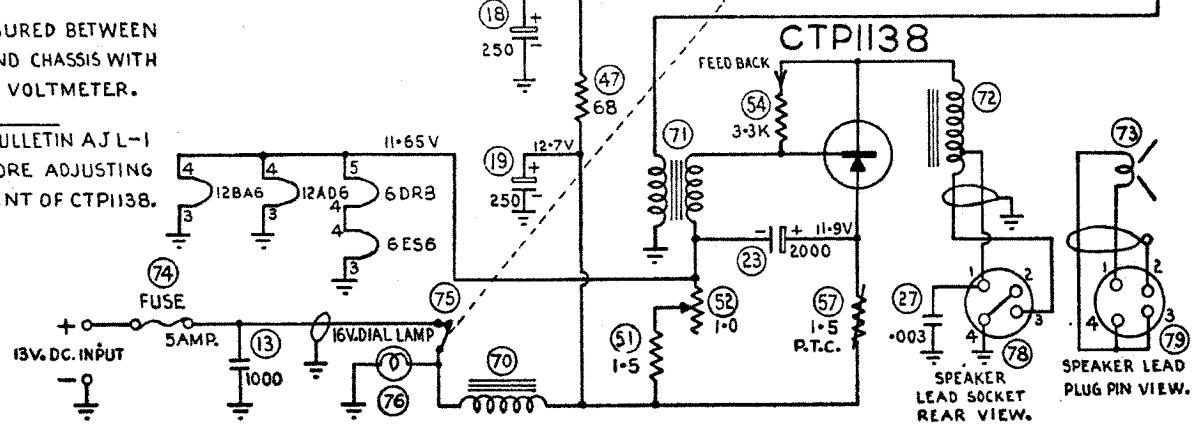 SURED BETWEEN
ND CHASSIS WITH
VOLTMETER.
ULLETIN AJL-1
ORE ADJUSTING
ENT OF CTP1138.
18
+
-
250
47
68
12·7V
19
+
-
250
CTP1138
FEED BACK
54
3·3K
71
72
73
11·65V
4
12BA6
3
4
12AD6
3
5
6DR8
4
4
6ES6
3
74
FUSE
5AMP.
+
13V. DC. INPUT
-
13
1000
75
16V. DIAL LAMP
76
70
51
1·5
52
1·0
- + 11·9V
23
2000
57
1·5
P.T.C.
27
·003
1
2
3
4
78
SPEAKER
LEAD SOCKET
REAR VIEW.
1
2
3
4
79
SPEAKER LEAD
PLUG PIN VIEW.